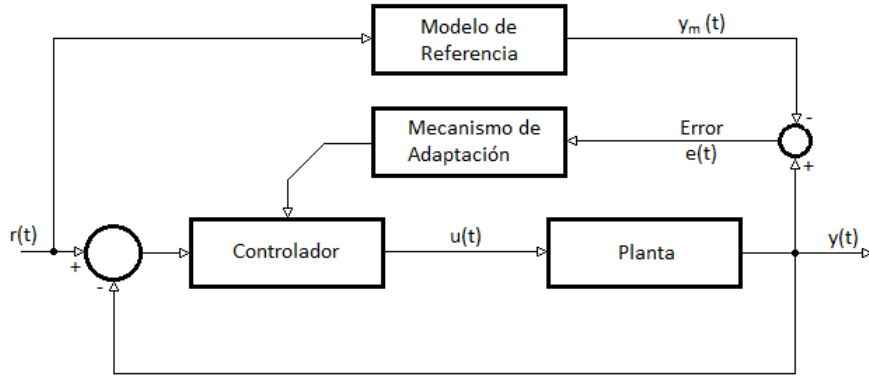 Modelo de
Referencia
ym (t)
-
Mecanismo de
Adaptación
Error
e(t)
+
r(t)
+
-
Controlador
u(t)
Planta
y(t)